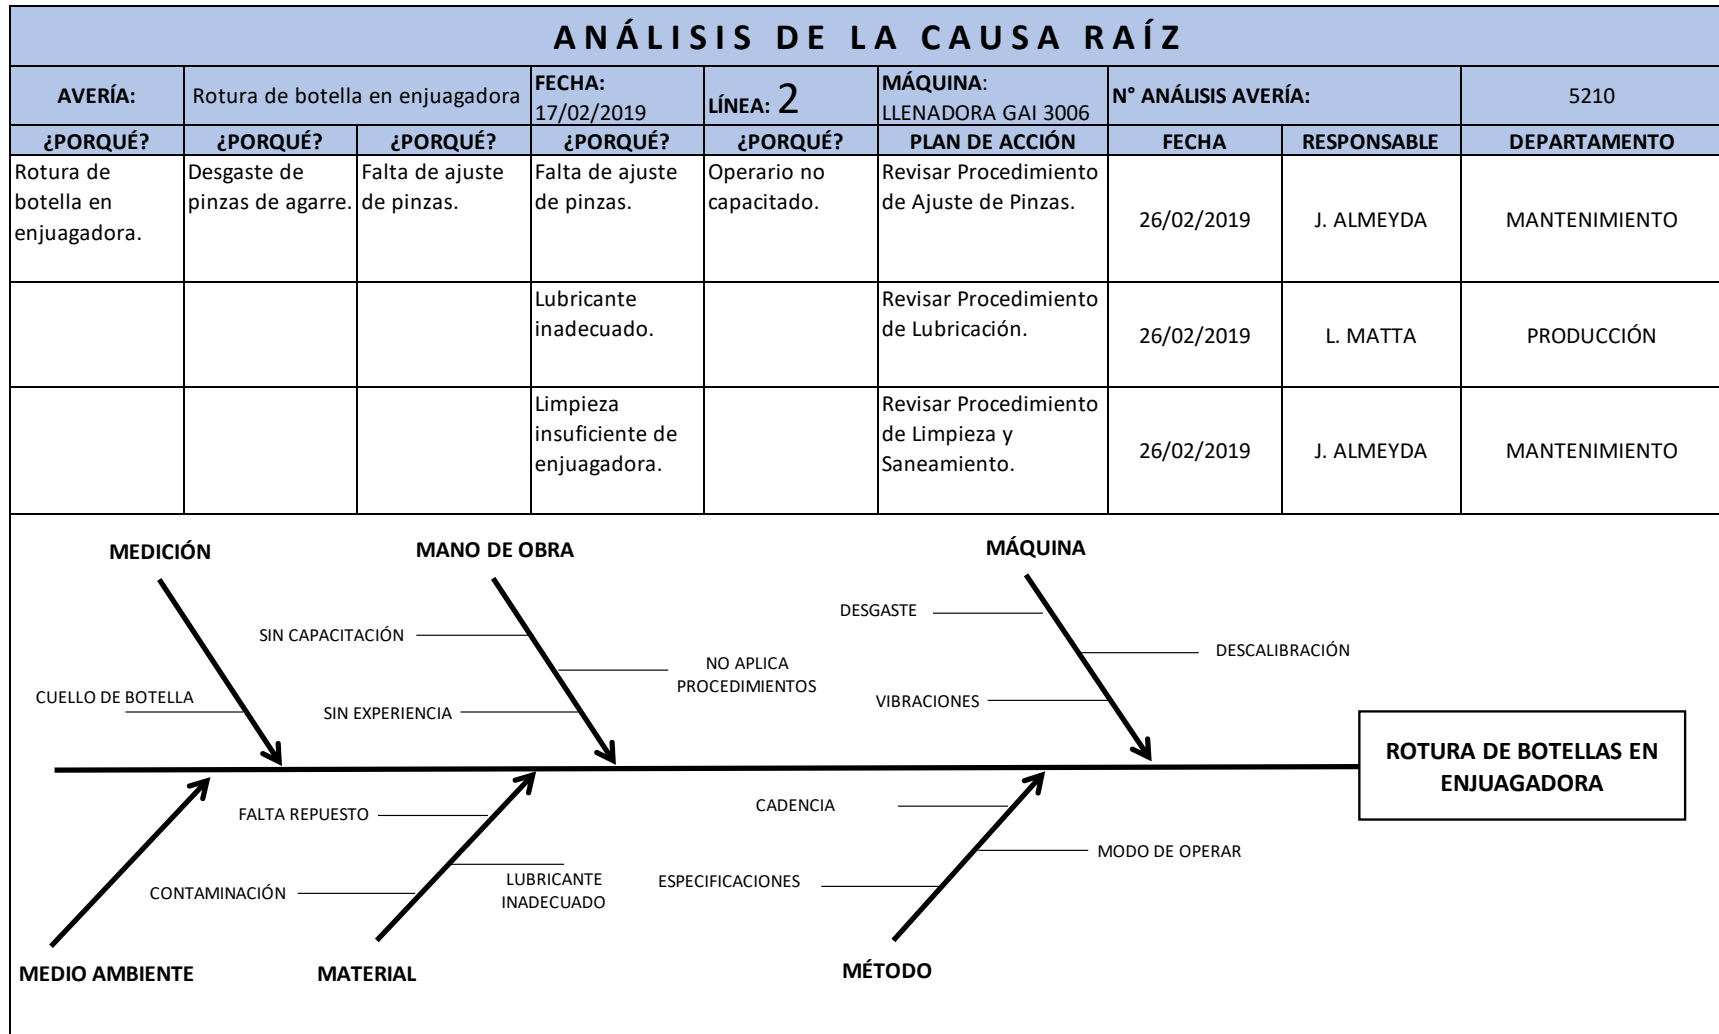 ANÁLISIS DE LA CAUSA RAÍZ
AVERÍA:
Rotura de botella en enjuagadora
FECHA:
17/02/2019
LÍNEA: 2
MÁQUINA:
LLENADORA GAI 3006
N° ANÁLISIS AVERÍA:
5210
¿PORQUÉ?
¿PORQUÉ?
¿PORQUÉ?
¿PORQUÉ?
¿PORQUÉ?
PLAN DE ACCIÓN
FECHA
RESPONSABLE
DEPARTAMENTO
Rotura de
botella en
enjuagadora.
Desgaste de
pinzas de agarre.
Falta de ajuste
de pinzas.
Falta de ajuste
de pinzas.
Operario no
capacitado.
Revisar Procedimiento
de Ajuste de Pinzas.
26/02/2019
J. ALMEYDA
MANTENIMIENTO
Lubricante
inadecuado.
Revisar Procedimiento
de Lubricación.
26/02/2019
L. MATTA
PRODUCCIÓN
Limpieza
insuficiente de
enjuagadora.
Revisar Procedimiento
de Limpieza y
Saneamiento.
26/02/2019
J. ALMEYDA
MANTENIMIENTO
MEDICIÓN
MANO DE OBRA
MÁQUINA
DESGASTE
SIN CAPACITACIÓN
DESCALIBRACIÓN
NO APLICA
PROCEDIMIENTOS
CUELLO DE BOTELLA
SIN EXPERIENCIA
VIBRACIONES
ROTURA DE BOTELLAS EN
ENJUAGADORA
FALTA REPUESTO
CADENCIA
MODO DE OPERAR
CONTAMINACIÓN
LUBRICANTE
INADECUADO
ESPECIFICACIONES
MEDIO AMBIENTE
MATERIAL
MÉTODO